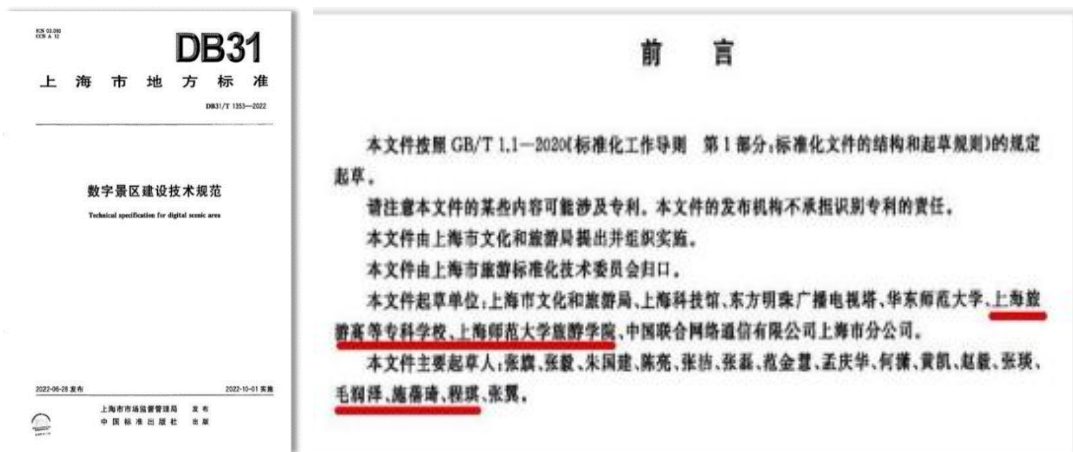 ICS 03.080
CCS A 12
DB31
上海市地方标准
DB31/T 1353—2022
数字景区建设技术规范
Technical specification for digital scenic area
2022-06-28 发布
2022-10-01 实施
上海市市场监督管理局 发布
中国标准出版社 出版
前 言
本文件按照 GB/T 1.1—2020《标准化工作导则 第1部分:标准化文件的结构和起草规则》的规定
起草。
请注意本文件的某些内容可能涉及专利。本文件的发布机构不承担识别专利的责任。
本文件由上海市文化和旅游局提出并组织实施。
本文件由上海市旅游标准化技术委员会归口。
本文件起草单位:上海市文化和旅游局、上海科技馆、东方明珠广播电视塔、华东师范大学、上海旅
游高等专科学校、上海师范大学旅游学院、中国联合网络通信有限公司上海市分公司。
本文件主要起草人:张旗、张毅、朱国建、陈亮、张洁、张磊、范金慧、孟庆华、何潇、黄凯、赵毅、张琰、
毛润泽、施蓓琦、程琪、张翼。